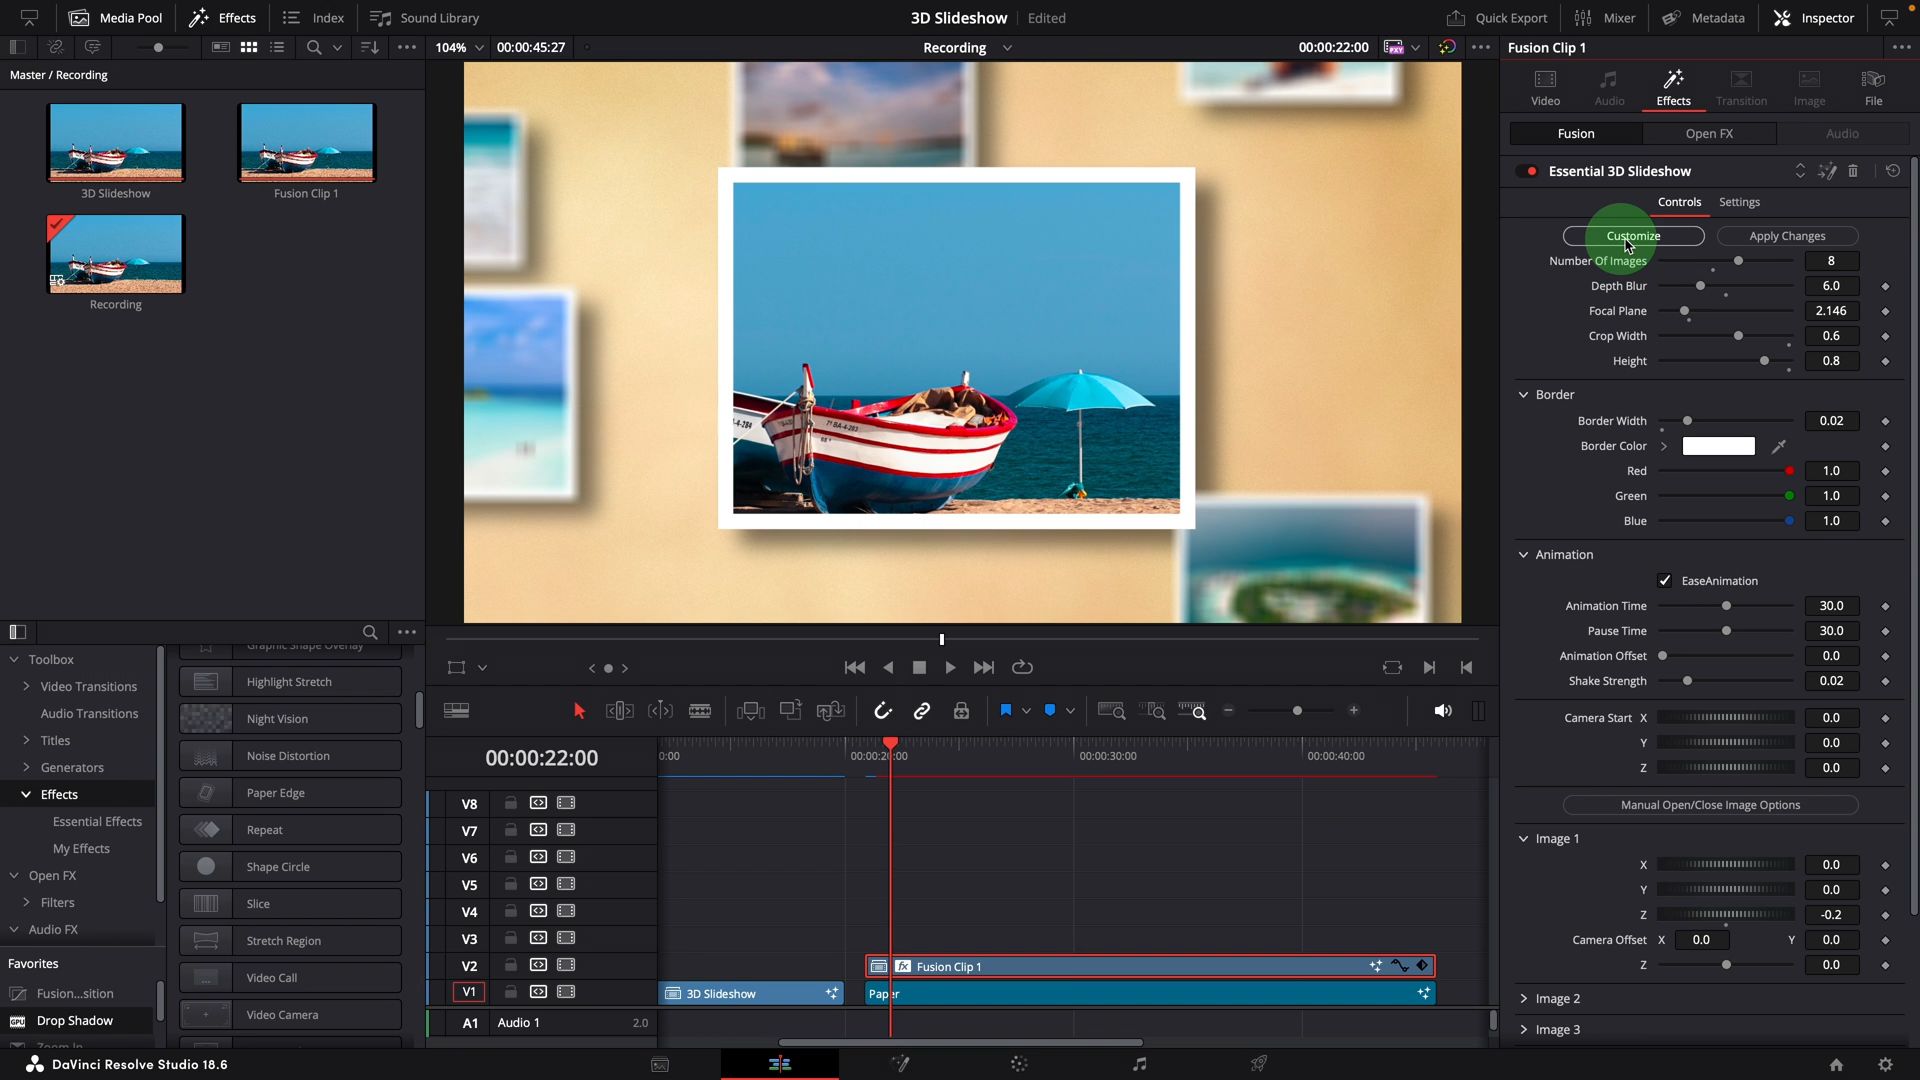 Media Pool
Effects
Index
Sound Library
3D Slideshow
Edited
Quick Export
Mixer
Metadata
Inspector
104%
00:00:45:27
Recording
00:00:22:00
Fusion Clip 1
Master / Recording
Video
Audio
Effects
Transition
Image
File
Fusion
Open FX
Audio
3D Slideshow
Fusion Clip 1
Recording
Essential 3D Slideshow
Controls
Settings
Customize
Apply Changes
Number Of Images
8
Depth Blur
6.0
Focal Plane
2.146
Crop Width
0.6
Height
0.8
Border
Border Width
0.02
Border Color
Red
1.0
Green
1.0
Blue
1.0
Animation
EaseAnimation
Animation Time
30.0
Pause Time
30.0
Animation Offset
0.0
Shake Strength
0.02
Camera Start X
0.0
Y
0.0
Z
0.0
Manual Open/Close Image Options
Image 1
X
0.0
Y
0.0
Z
-0.2
Camera Offset X
0.0
Y
0.0
Z
0.0
Image 2
Image 3
Toolbox
Video Transitions
Audio Transitions
Titles
Generators
Effects
Essential Effects
My Effects
Open FX
Filters
Audio FX
Favorites
Fusion...sition
Drop Shadow
Zoom In
Graphic Shape Overlay
Highlight Stretch
Night Vision
Noise Distortion
Paper Edge
Repeat
Shape Circle
Slice
Stretch Region
Video Call
Video Camera
00:00:22:00
0:00
00:00:20:00
00:00:30:00
00:00:40:00
V8
V7
V6
V5
V4
V3
V2
Fusion Clip 1
V1
3D Slideshow
Paper
A1
Audio 1
2.0
DaVinci Resolve Studio 18.6